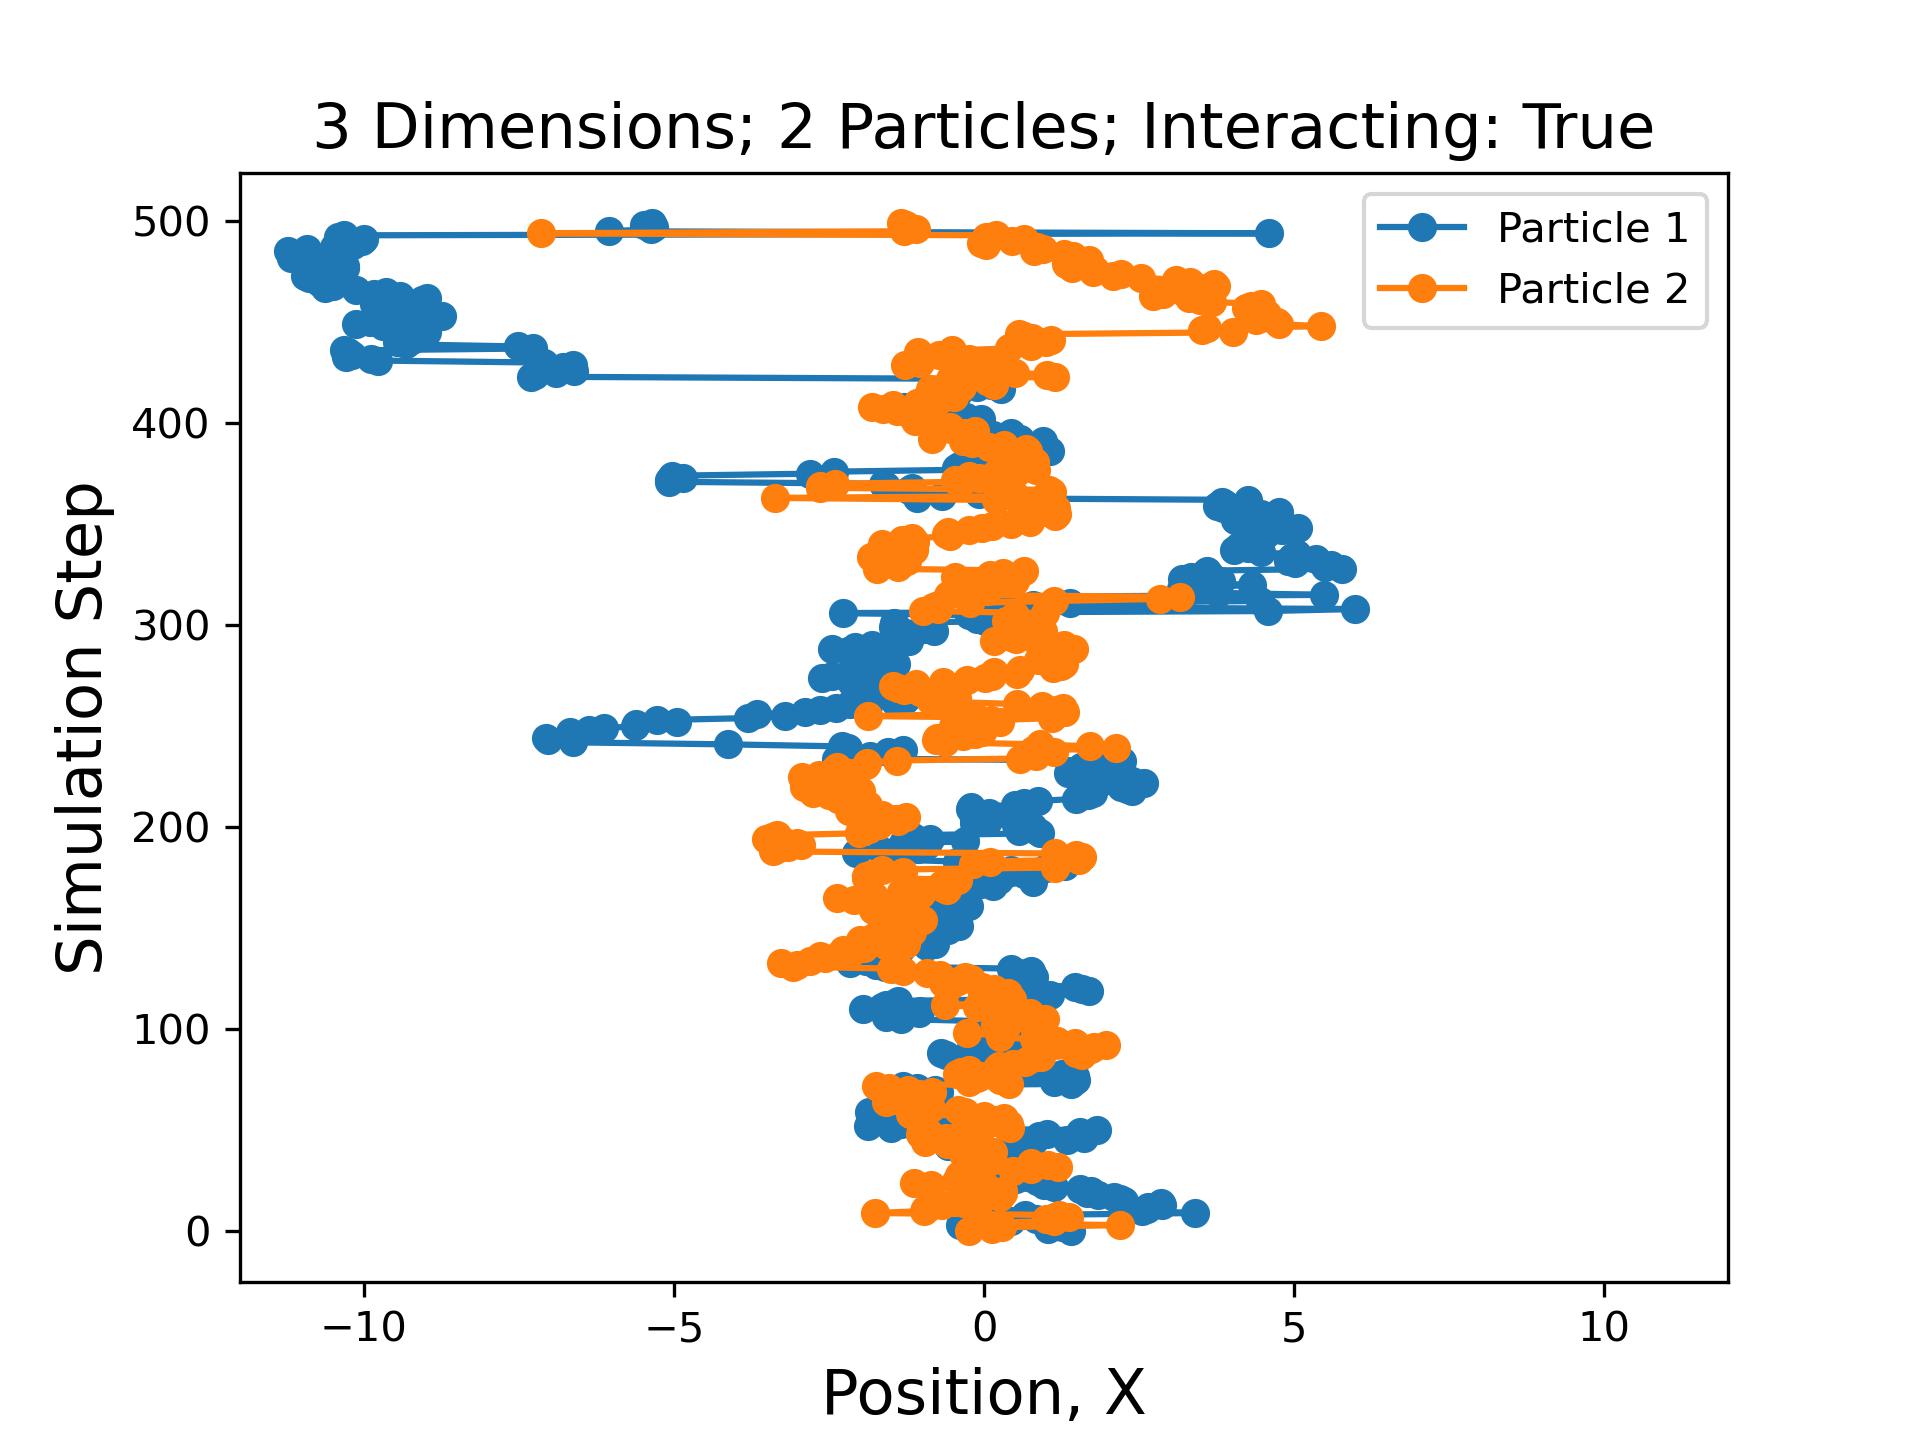 3 Dimensions; 2 Particles; Interacting: True
Particle 1
Particle 2
Simulation Step
500
400
300
200
100
0
−10
−5
0
5
10
Position, X